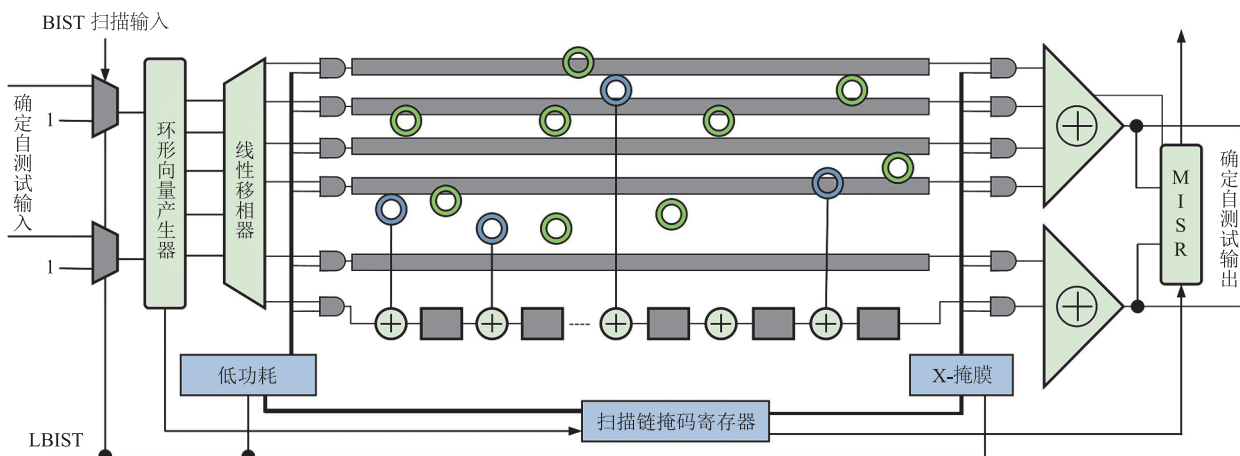 BIST 扫描输入
确定自测试输入
1
1
环形向量产生器
线性移相器
MISR
确定自测试输出
低功耗
X-掩膜
扫描链掩码寄存器
LBIST